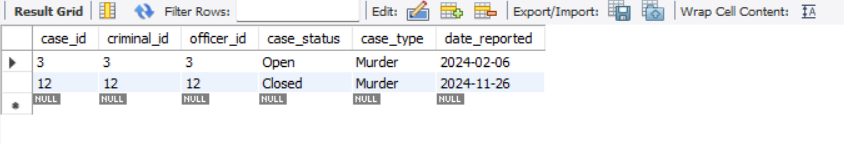 Result Grid Filter Rows: Edit: Export/Import: Wrap Cell Content: IA
case_id criminal_id officer_id case_status case_type date_reported
3 3 3 Open Murder 2024-02-06
12 12 12 Closed Murder 2024-11-26
NULL NULL NULL NULL NULL NULL